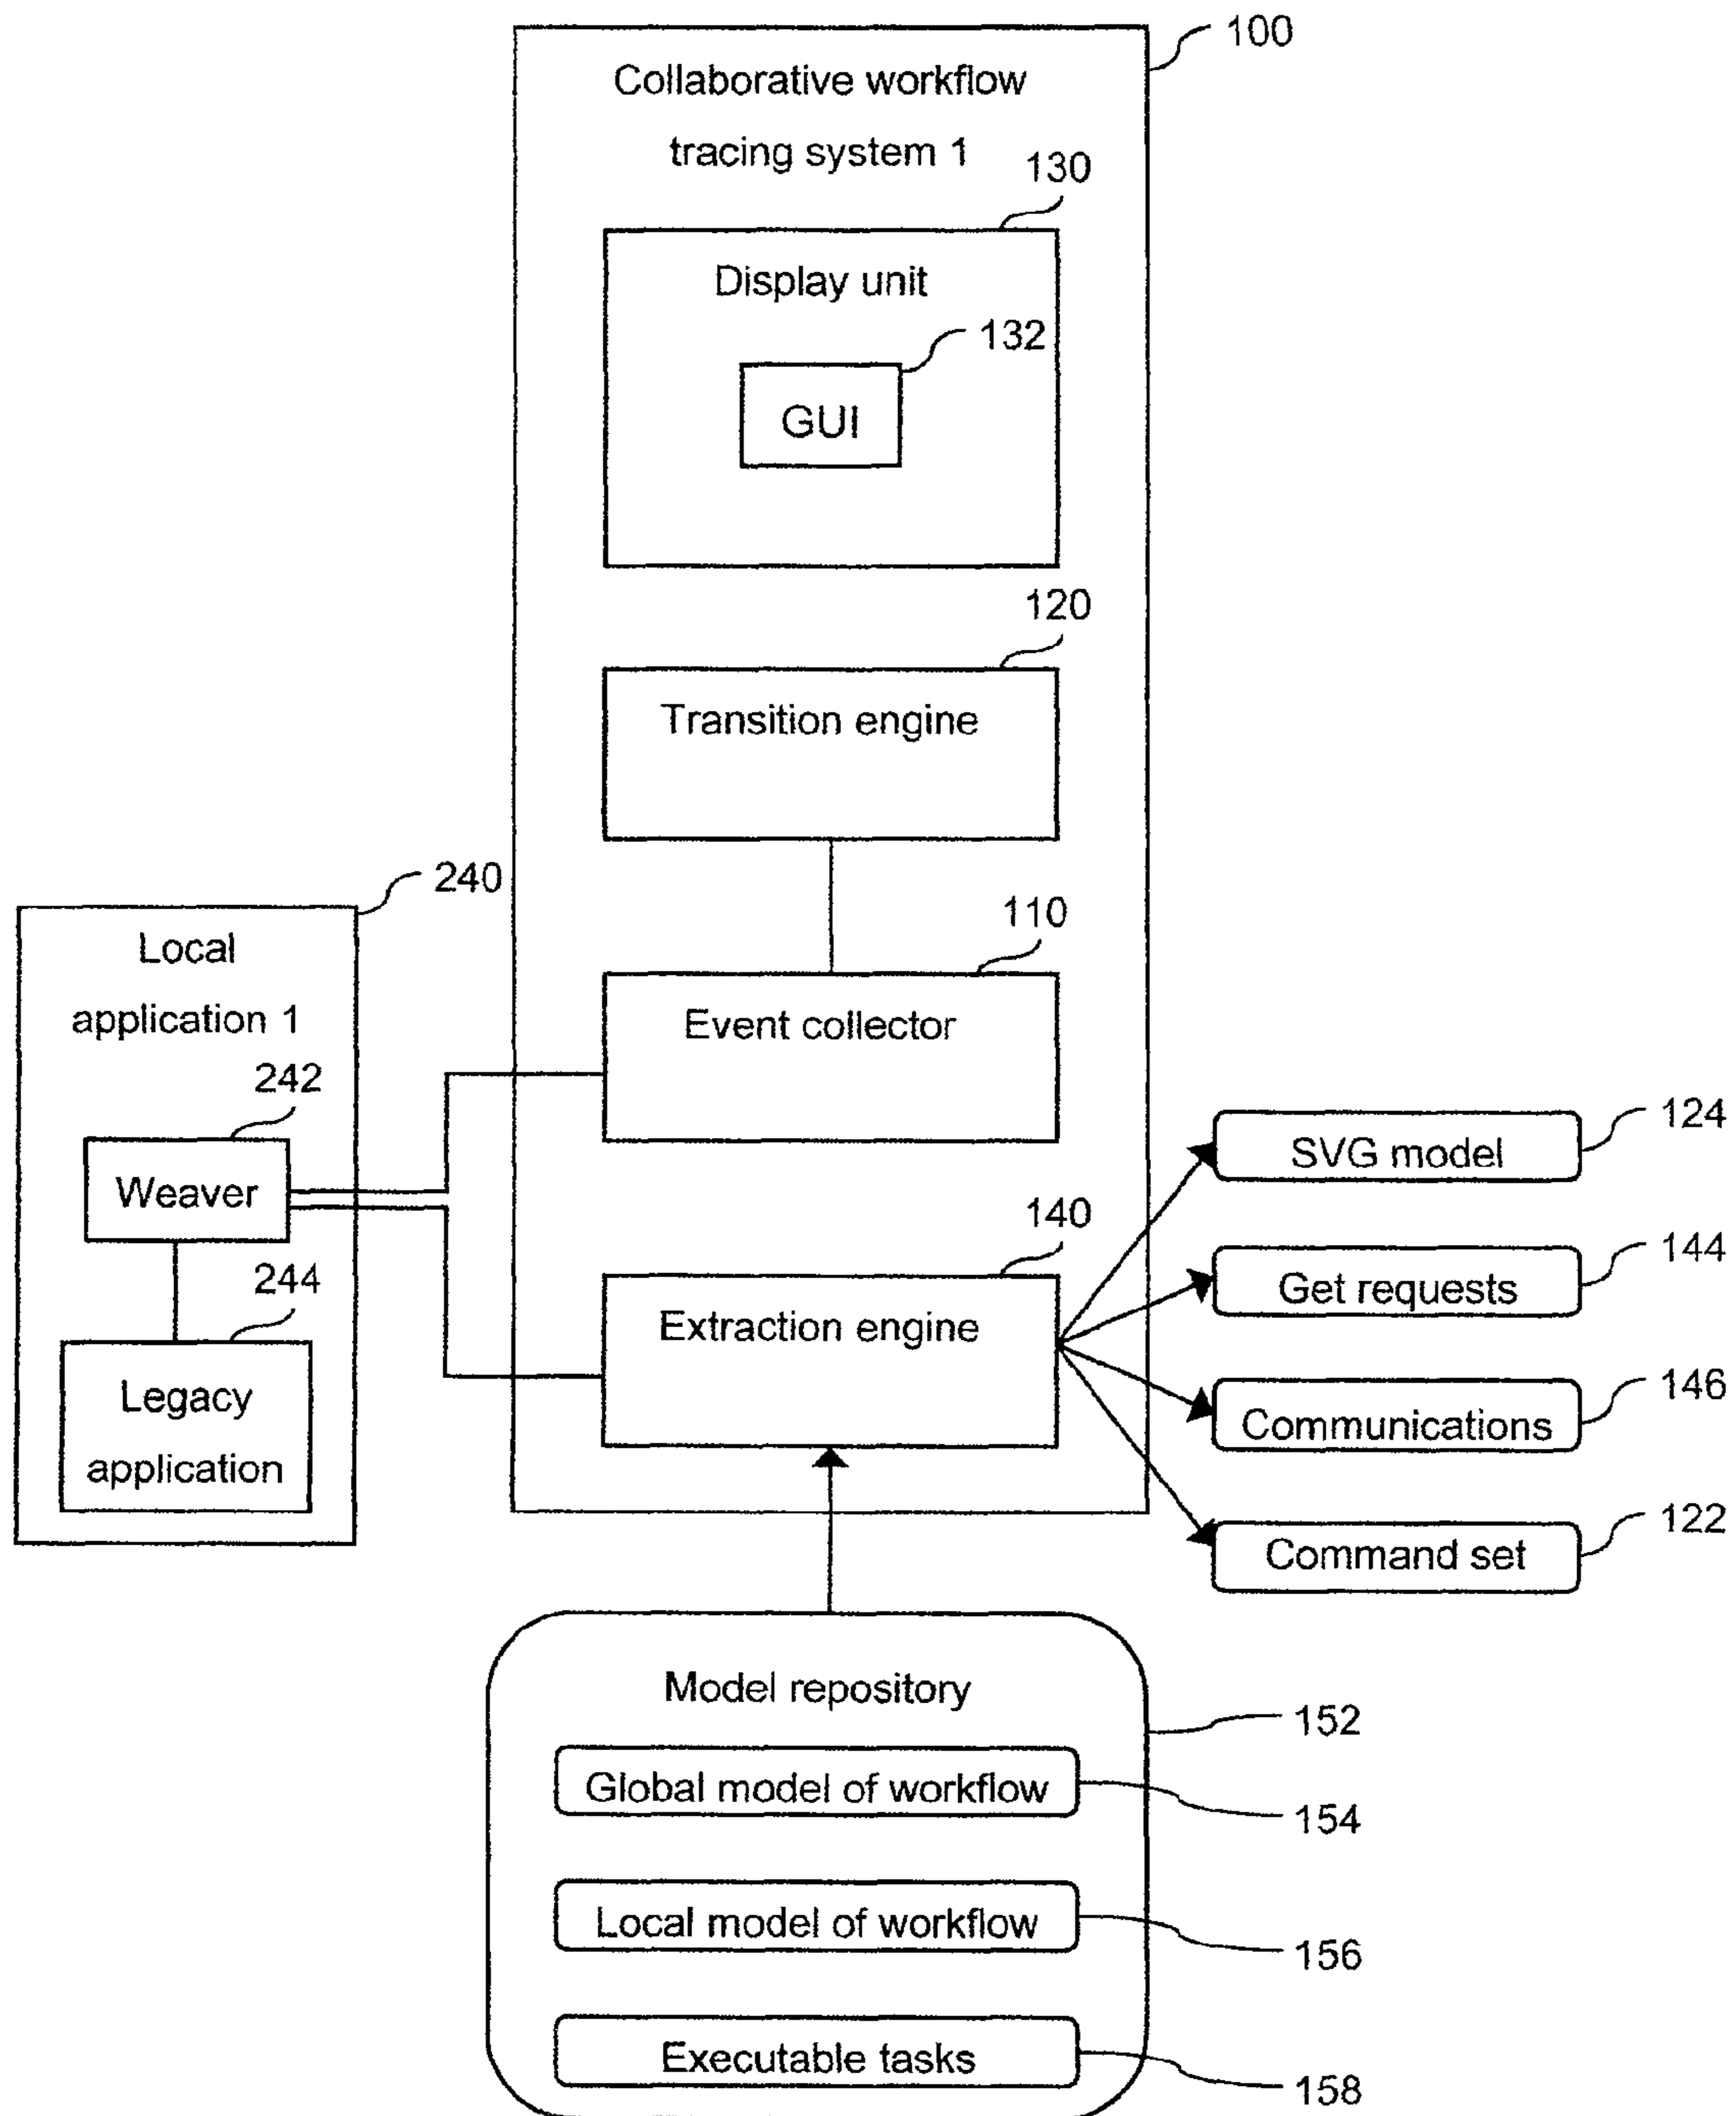 100
Collaborative workflow
tracing system 1
130
Display unit
132
GUI
120
Transition engine
240
Local
application 1
110
Event collector
242
Weaver
124
SVG model
140
Extraction engine
144
Get requests
244
Legacy
application
146
Communications
122
Command set
Model repository
152
Global model of workflow
154
Local model of workflow
156
Executable tasks
158